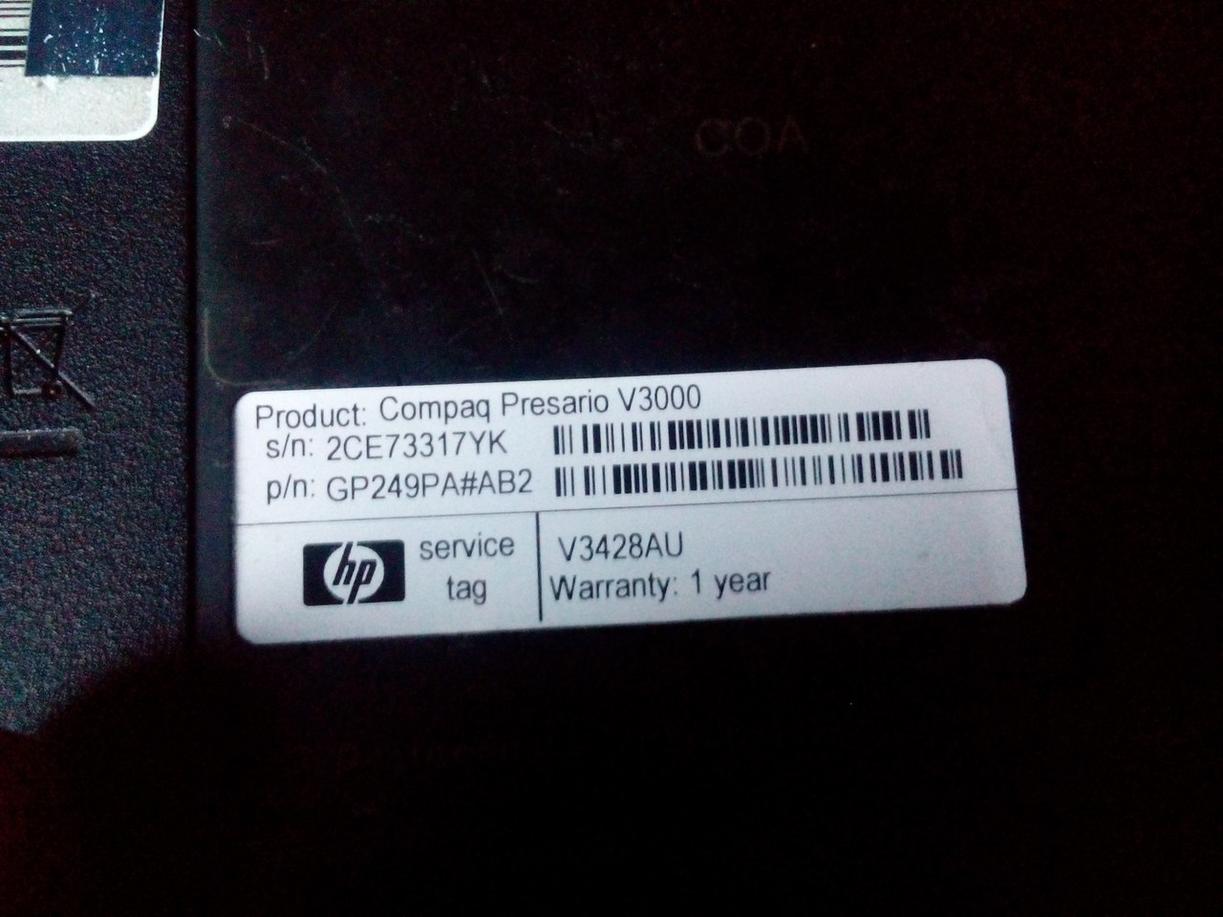 COA
Product: Compaq Presario V3000
s/n: 2CE73317YK
p/n: GP249PA#AB2
hp
service
tag
V3428AU
Warranty: 1 year